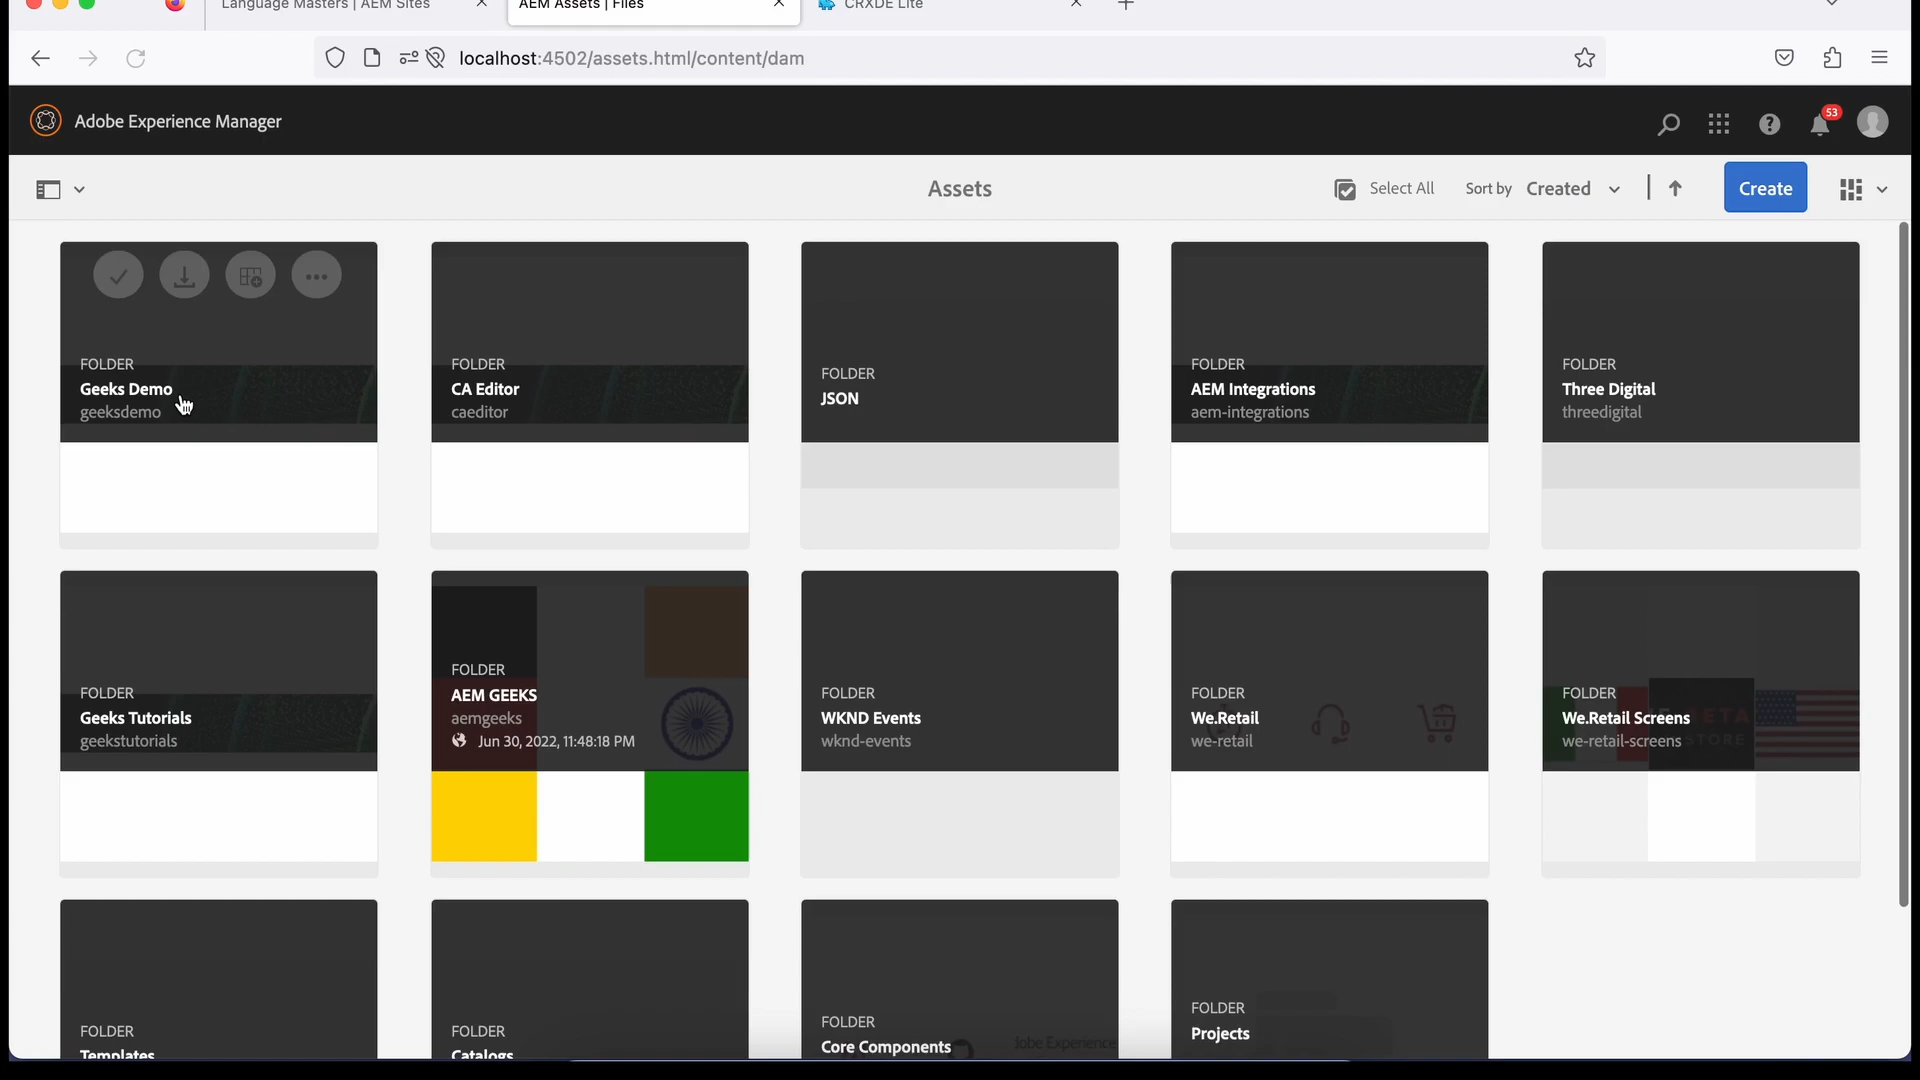 Language Masters | AEM Sites
AEM Assets | Files
CRXDE Lite
localhost:4502/assets.html/content/dam
Adobe Experience Manager
53
Assets
Select All
Sort by Created
Create
FOLDER
Geeks Demo
geeksdemo
FOLDER
CA Editor
caeditor
FOLDER
JSON
FOLDER
AEM Integrations
aem-integrations
FOLDER
Three Digital
threedigital
FOLDER
Geeks Tutorials
geekstutorials
FOLDER
AEM GEEKS
aemgeeks
Jun 30, 2022, 11:48:18 PM
FOLDER
WKND Events
wknd-events
FOLDER
We.Retail
we-retail
FOLDER
We.Retail Screens
we-retail-screens
STORE
FOLDER
Templates
FOLDER
Catalogs
FOLDER
Core Components
FOLDER
Projects